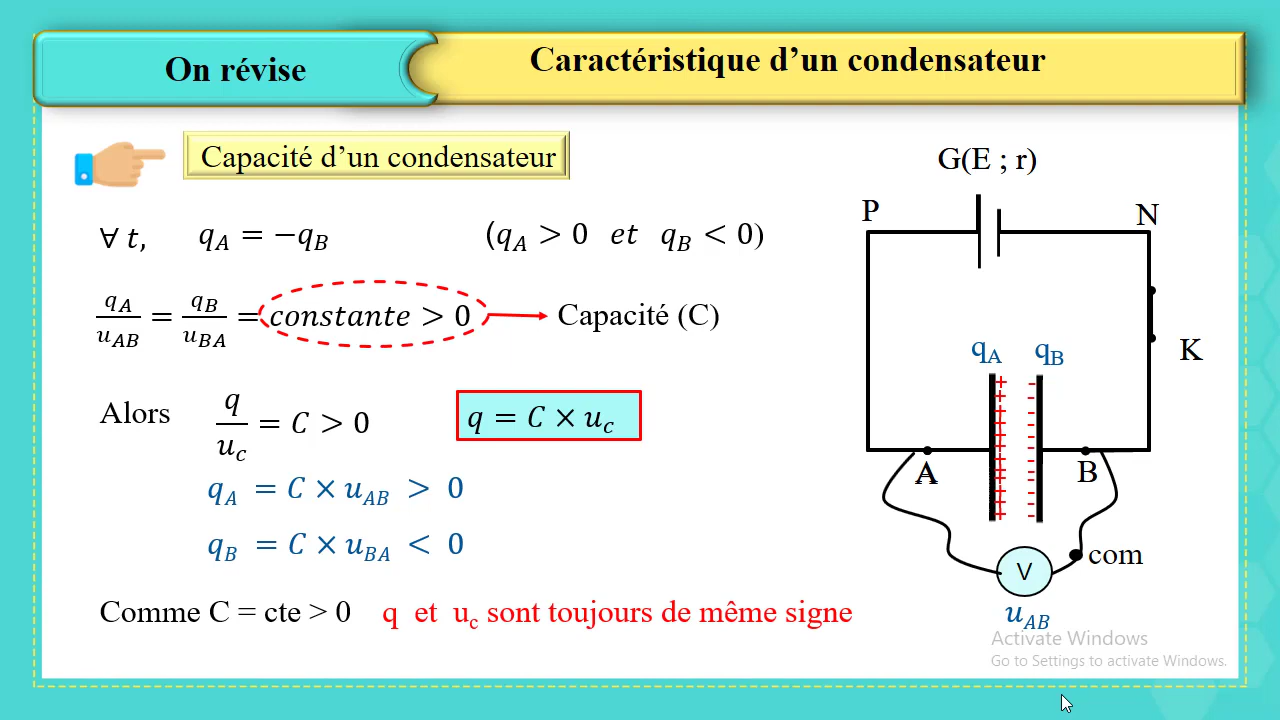 On révise
Caractéristique d’un condensateur
Capacité d’un condensateur
∀ t, q_A = −q_B (q_A > 0 et q_B < 0)
q_A/u_AB = q_B/u_BA = constante > 0 Capacité (C)
Alors q/u_c = C > 0 q = C × u_c
q_A = C × u_AB > 0
q_B = C × u_BA < 0
Comme C = cte > 0 q et u_c sont toujours de même signe
G(E ; r)
P
N
K
q_A q_B
+ + + + + + + + + + - - - - - - - - - -
A
B
com
V
u_AB
Activate Windows
Go to Settings to activate Windows.